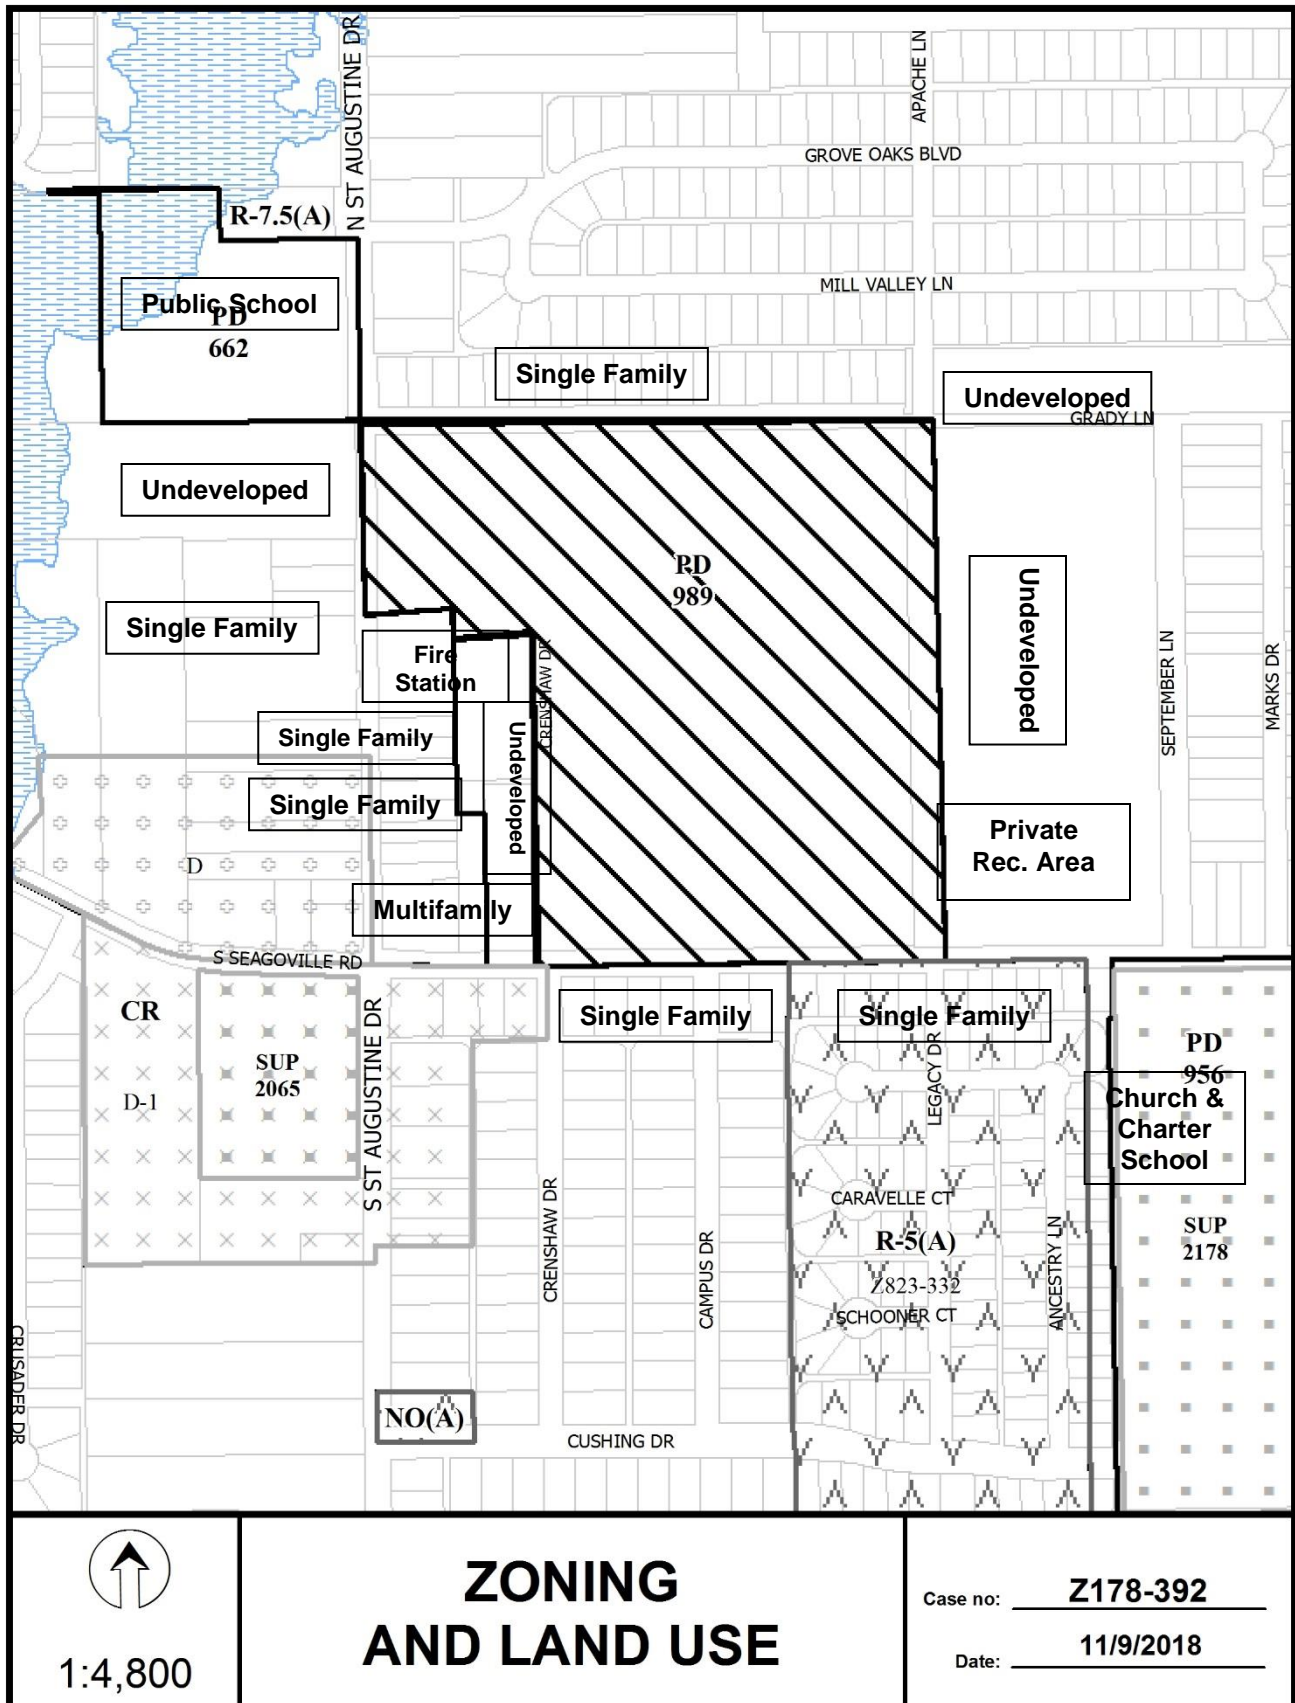 N ST AUGUSTINE DR
APACHE LN
GROVE OAKS BLVD
R-7.5(A)
MILL VALLEY LN
Public School
PD
662
Single Family
Undeveloped
GRADY LN
Undeveloped
PD
989
Undeveloped
Single Family
Fire
Station
CRENSHAW DR
SEPTEMBER LN
MARKS DR
Single Family
Undeveloped
Single Family
Private
Rec. Area
D
Multifamily
S SEAGOVILLE RD
CR
Single Family
Single Family
SUP
2065
D-1
S ST AUGUSTINE DR
LEGACY DR
PD
956
Church &
Charter
School
CARAVELLE CT
CRENSHAW DR
CAMPUS DR
R-5(A)
Z823-332
SCHOONER CT
ANCESTRY LN
SUP
2178
CRUSADER DR
NO(A)
CUSHING DR
1:4,800
ZONING
AND LAND USE
Case no: Z178-392
Date: 11/9/2018